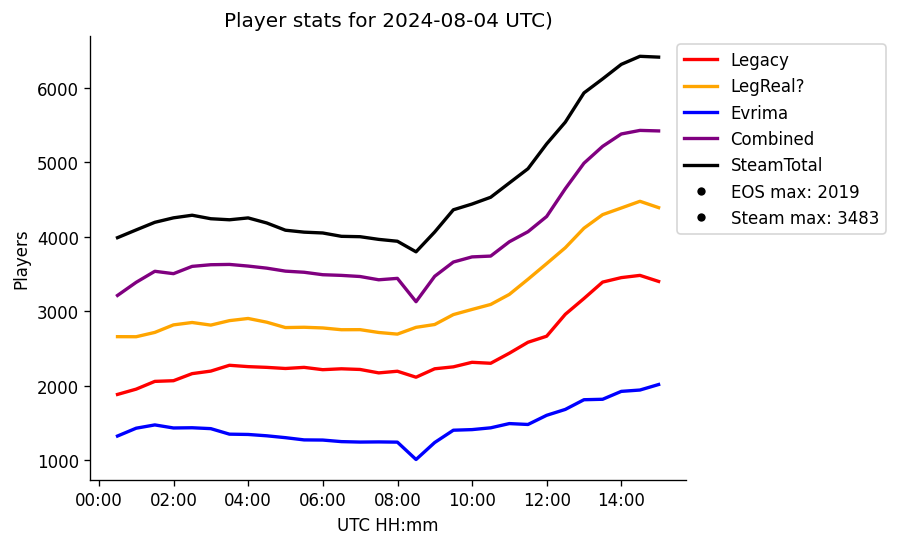 Player stats for 2024-08-04 UTC)
Legacy
LegReal?
Evrima
Combined
SteamTotal
EOS max: 2019
Steam max: 3483
Players
6000
5000
4000
3000
2000
1000
00:00 02:00 04:00 06:00 08:00 10:00 12:00 14:00
UTC HH:mm